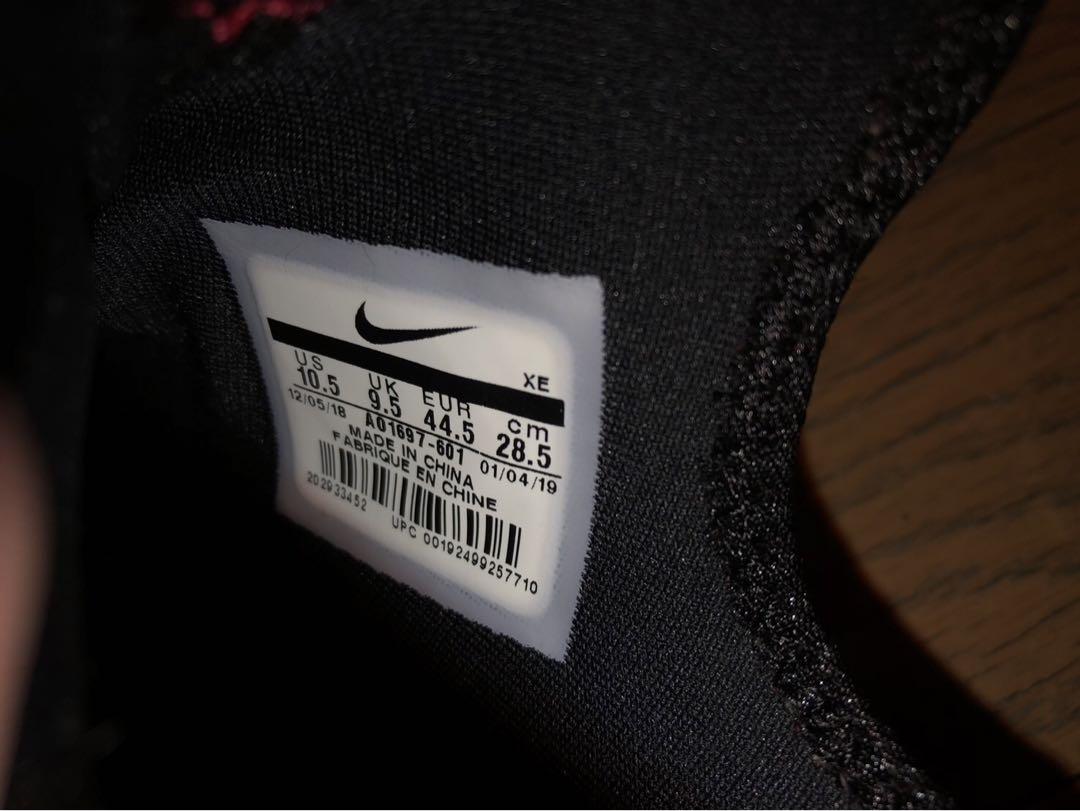 XE
US UK EUR cm
10.5 9.5 44.5 28.5
12/05/18 AO1697-601 01/04/19
MADE IN CHINA
FABRIQUE EN CHINE
202933452
UPC 00192499257710